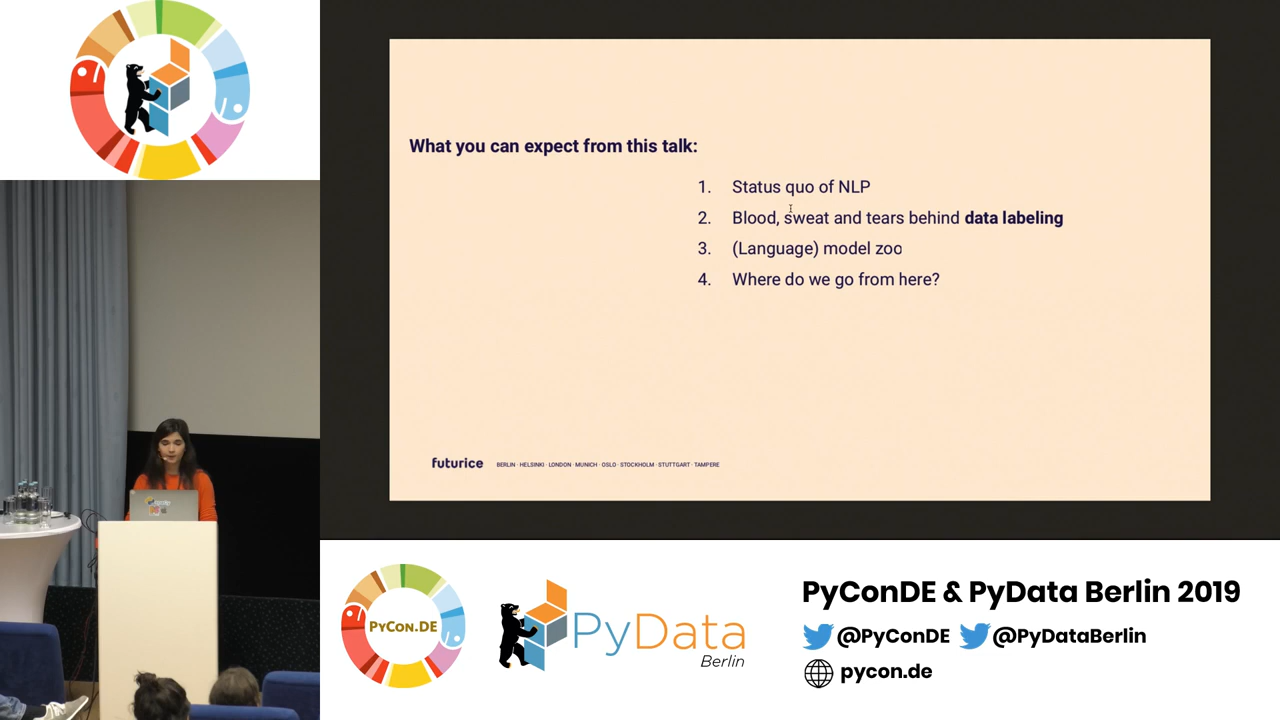 What you can expect from this talk:
1. Status quo of NLP
2. Blood, sweat and tears behind data labeling
3. (Language) model zoo
4. Where do we go from here?
futurice BERLIN · HELSINKI · LONDON · MUNICH · OSLO · STOCKHOLM · STUTTGART · TAMPERE
PYCON.DE
PyData
Berlin
PyConDE & PyData Berlin 2019
@PyConDE @PyDataBerlin
pycon.de